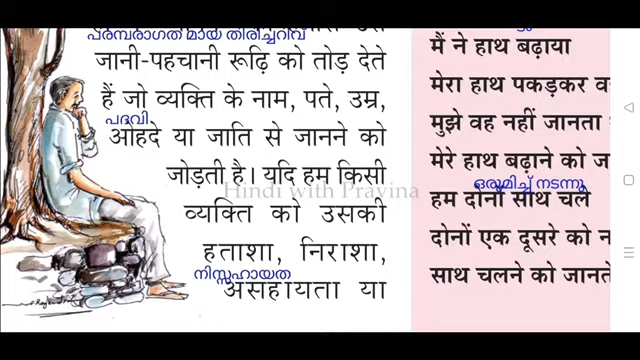 പരമ്പരാഗത മായ തിരിച്ചറിവ്
जानी-पहचानी रूढ़ि को तोड़ देते
हैं जो व्यक्ति के नाम, पते, उम्र,
പദവി
ओहदे या जाति से जानने को
जोड़ती है। यदि हम किसी
Hindi with Pravina
व्यक्ति को उसकी
हताशा, निराशा,
നിസ്സഹായത
असहायता या
मैं ने हाथ बढ़ाया
मेरा हाथ पकड़कर व
मुझे वह नहीं जानता
मेरे हाथ बढ़ाने को ज
ഒരുമിച്ച് നടന്നു
हम दोनों साथ चले
दोनों एक दूसरे को न
साथ चलने को जानते